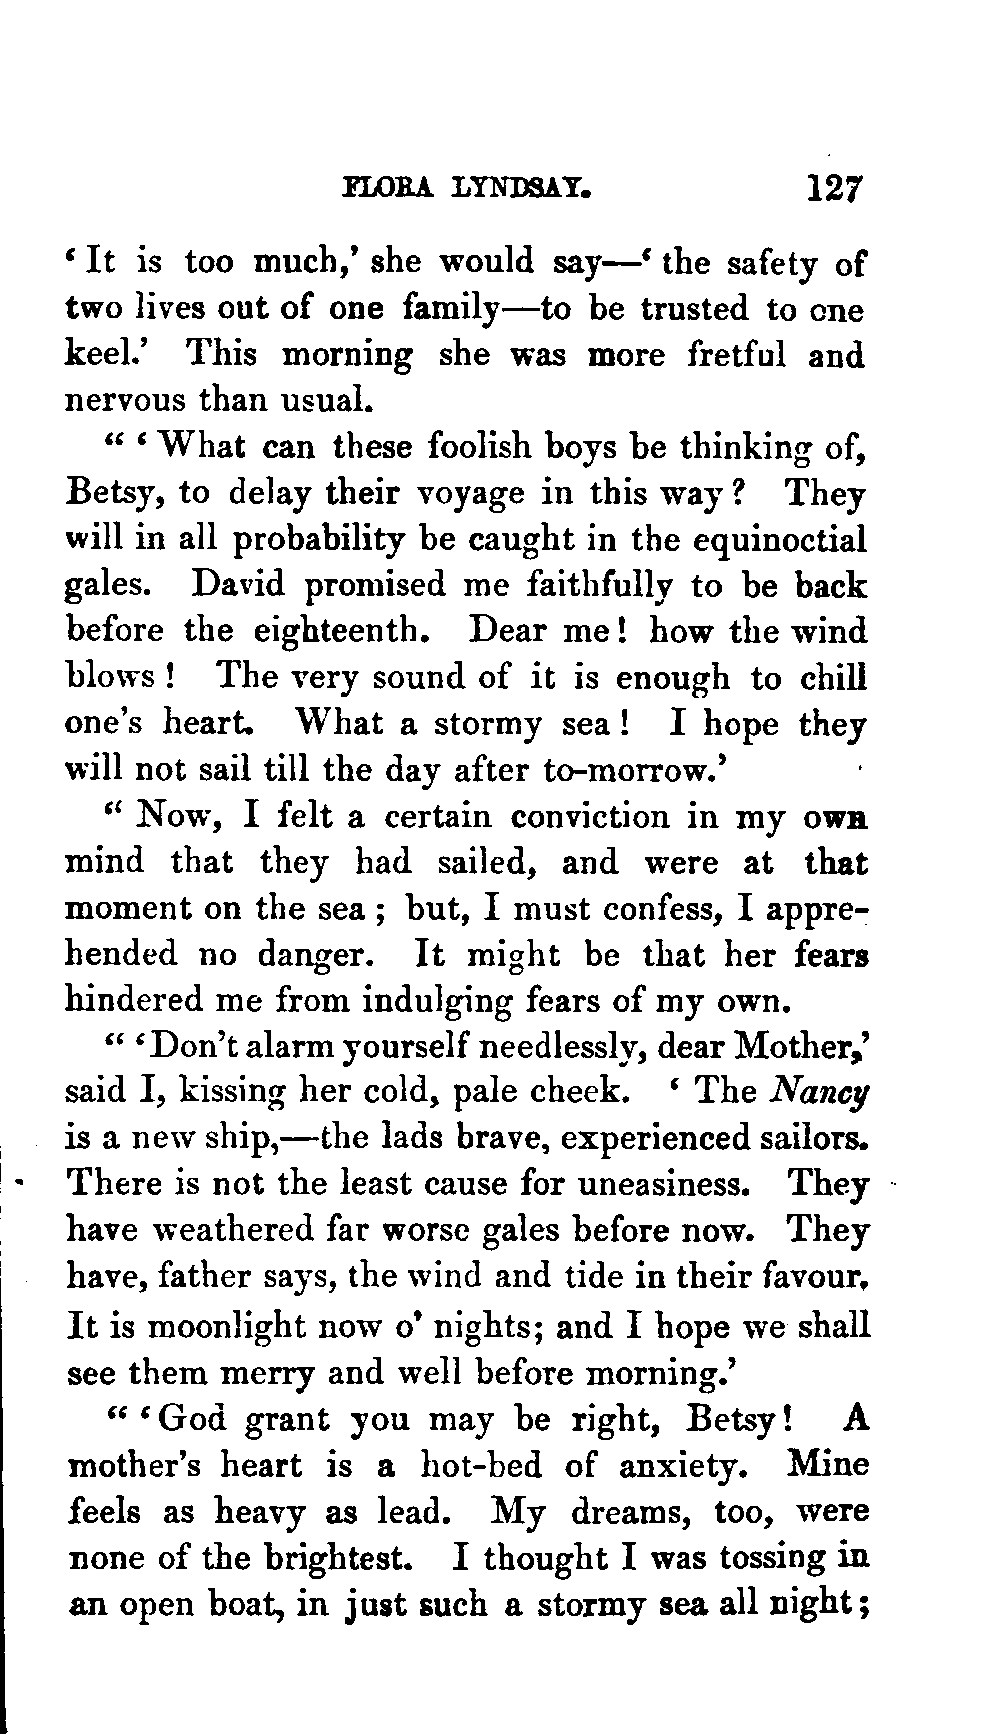 FLORA LYNDSAY. 127
‘ It is too much,’ she would say—‘ the safety of
two lives out of one family—to be trusted to one
keel.’ This morning she was more fretful and
nervous than usual.
“ ‘ What can these foolish boys be thinking of,
Betsy, to delay their voyage in this way ? They
will in all probability be caught in the equinoctial
gales. David promised me faithfully to be back
before the eighteenth. Dear me ! how the wind
blows ! The very sound of it is enough to chill
one’s heart. What a stormy sea ! I hope they
will not sail till the day after to-morrow.’
“ Now, I felt a certain conviction in my own
mind that they had sailed, and were at that
moment on the sea ; but, I must confess, I appre-
hended no danger. It might be that her fears
hindered me from indulging fears of my own.
“ ‘Don’t alarm yourself needlessly, dear Mother,’
said I, kissing her cold, pale cheek. ‘ The Nancy
is a new ship,—the lads brave, experienced sailors.
There is not the least cause for uneasiness. They
have weathered far worse gales before now. They
have, father says, the wind and tide in their favour.
It is moonlight now o’ nights; and I hope we shall
see them merry and well before morning.’
“ ‘God grant you may be right, Betsy! A
mother’s heart is a hot-bed of anxiety. Mine
feels as heavy as lead. My dreams, too, were
none of the brightest. I thought I was tossing in
an open boat, in just such a stormy sea all night ;